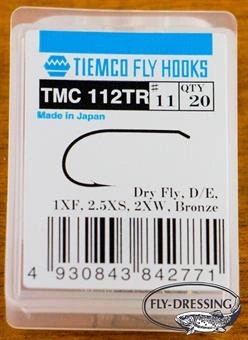 TIEMCO FLY HOOKS
TMC 112TR # 11 QTY 20
Made in Japan
Dry Fly, D/E,
1XF, 2.5XS, 2XW, Bronze
4 930843 842771
FLY-DRESSING